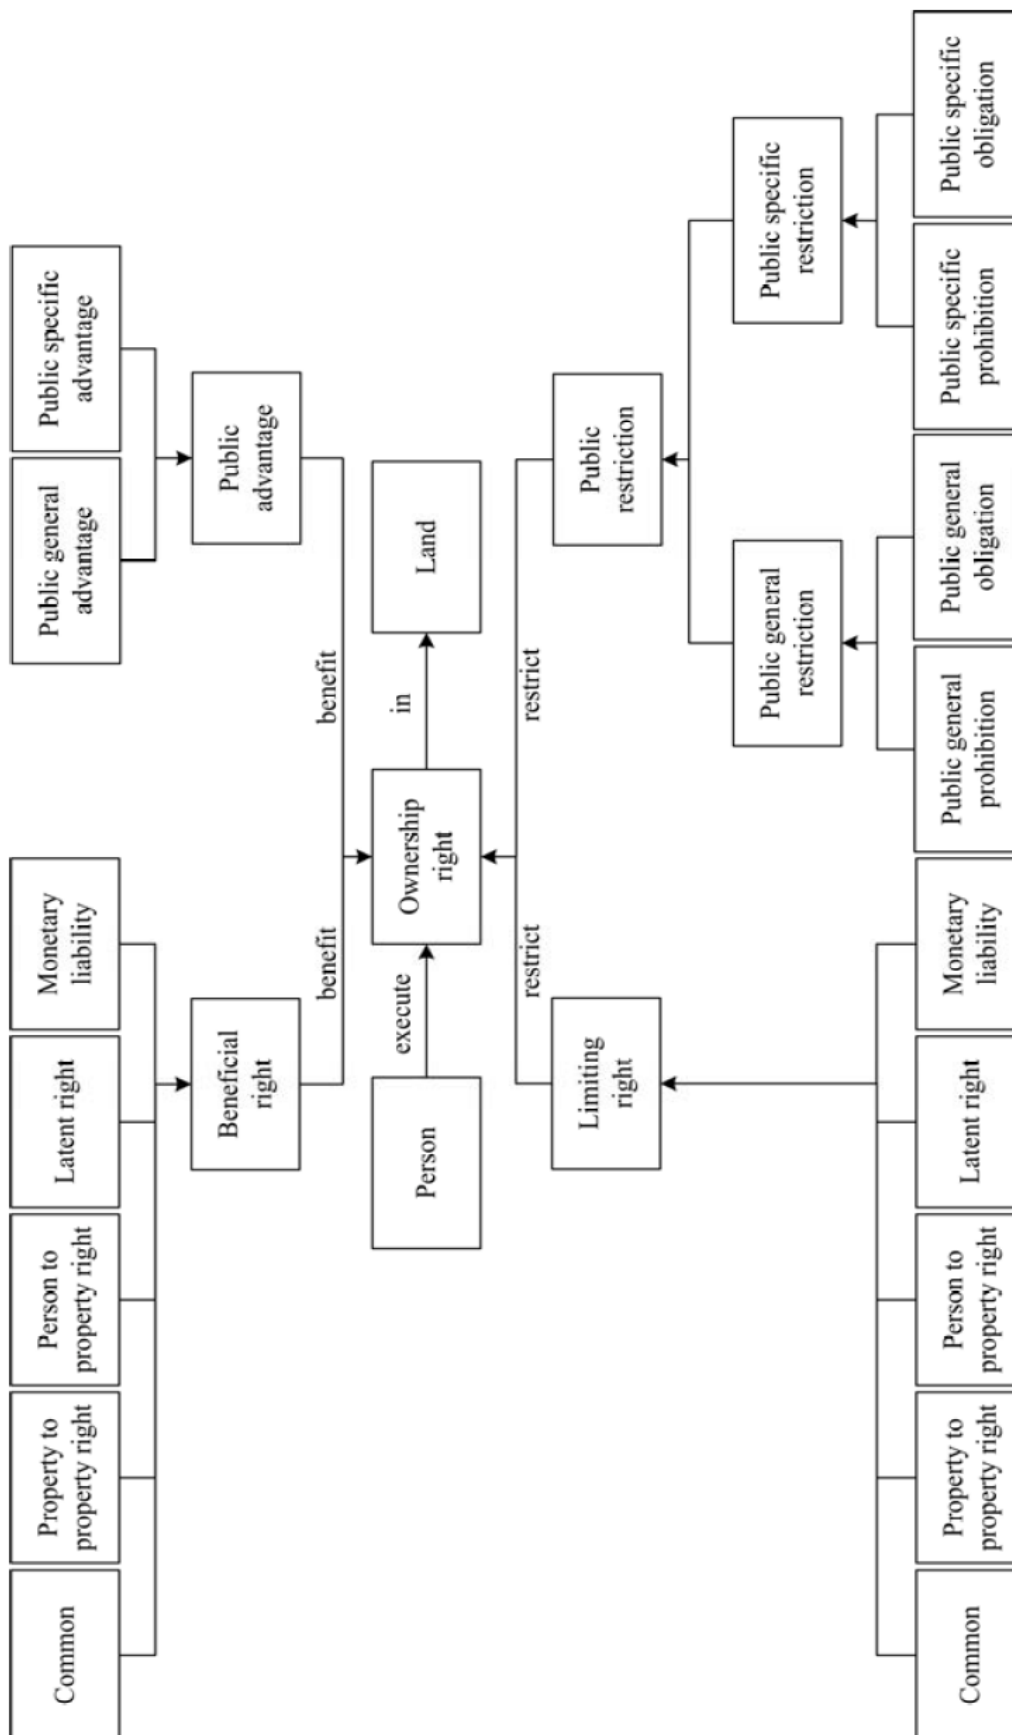 Common
Property to
property right
Person to
property right
Latent right
Monetary
liability
Public general
advantage
Public specific
advantage
Beneficial
right
Public
advantage
benefit
benefit
Person
execute
Ownership
right
in
Land
restrict
restrict
Limiting
right
Public
restriction
Public general
restriction
Public specific
restriction
Common
Property to
property right
Person to
property right
Latent right
Monetary
liability
Public general
prohibition
Public general
obligation
Public specific
prohibition
Public specific
obligation